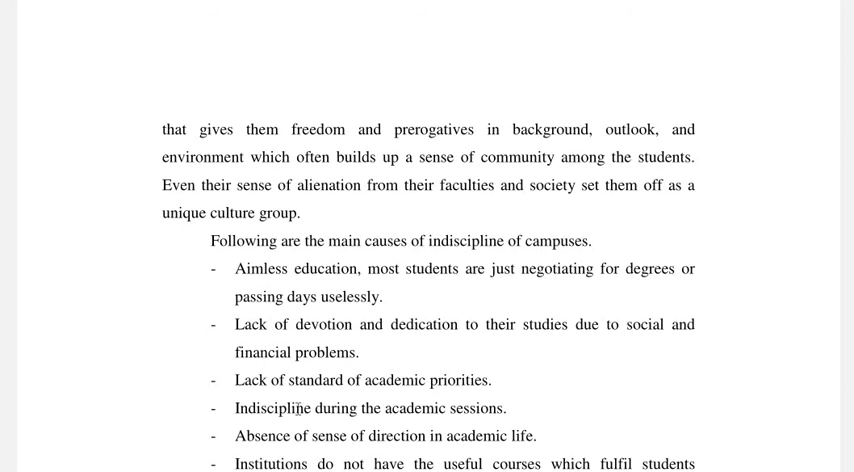 that gives them freedom and prerogatives in background, outlook, and
environment which often builds up a sense of community among the students.
Even their sense of alienation from their faculties and society set them off as a
unique culture group.
Following are the main causes of indiscipline of campuses.
- Aimless education, most students are just negotiating for degrees or
passing days uselessly.
- Lack of devotion and dedication to their studies due to social and
financial problems.
- Lack of standard of academic priorities.
- Indiscipline during the academic sessions.
- Absence of sense of direction in academic life.
- Institutions do not have the useful courses which fulfil students